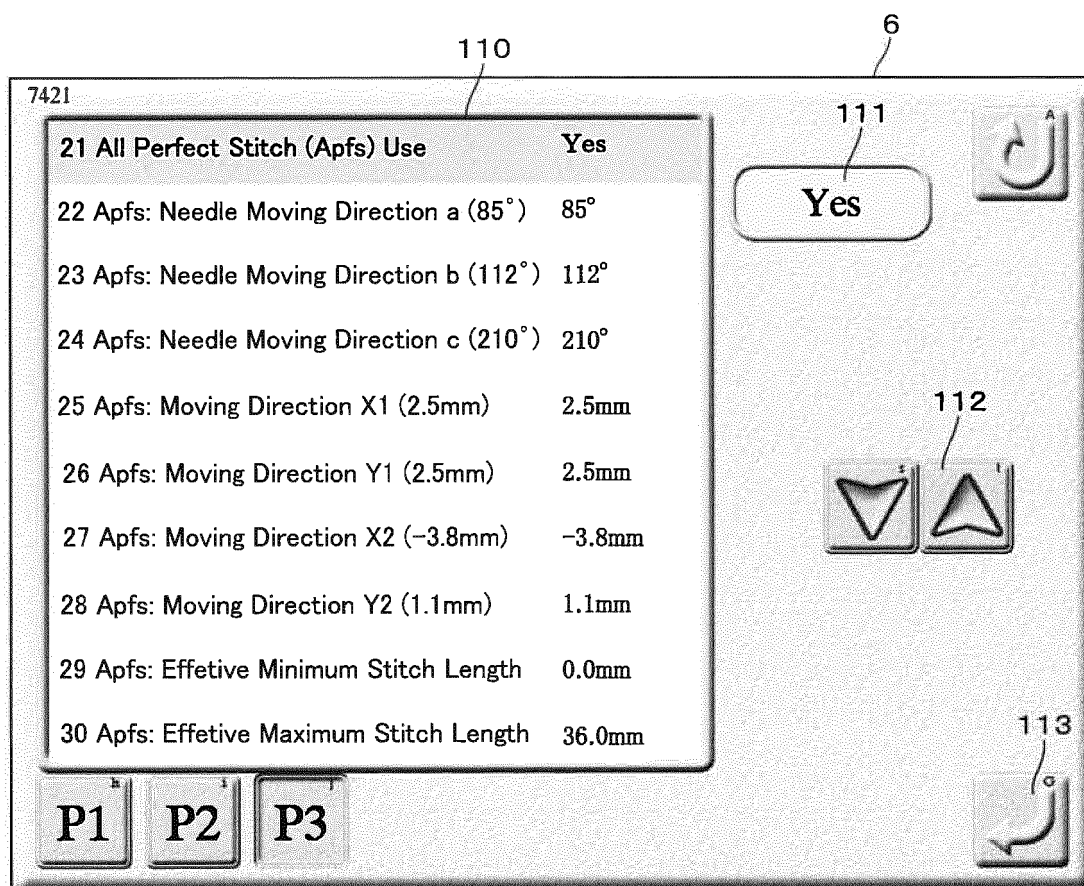 6
110
7421
111
A
21 All Perfect Stitch (Apfs) Use Yes
Yes
22 Apfs: Needle Moving Direction a (85°) 85°
23 Apfs: Needle Moving Direction b (112°) 112°
24 Apfs: Needle Moving Direction c (210°) 210°
25 Apfs: Moving Direction X1 (2.5mm) 2.5mm
112
26 Apfs: Moving Direction Y1 (2.5mm) 2.5mm
27 Apfs: Moving Direction X2 (-3.8mm) -3.8mm
28 Apfs: Moving Direction Y2 (1.1mm) 1.1mm
29 Apfs: Effetive Minimum Stitch Length 0.0mm
30 Apfs: Effetive Maximum Stitch Length 36.0mm
113
h
i
j
G
P1 P2 P3